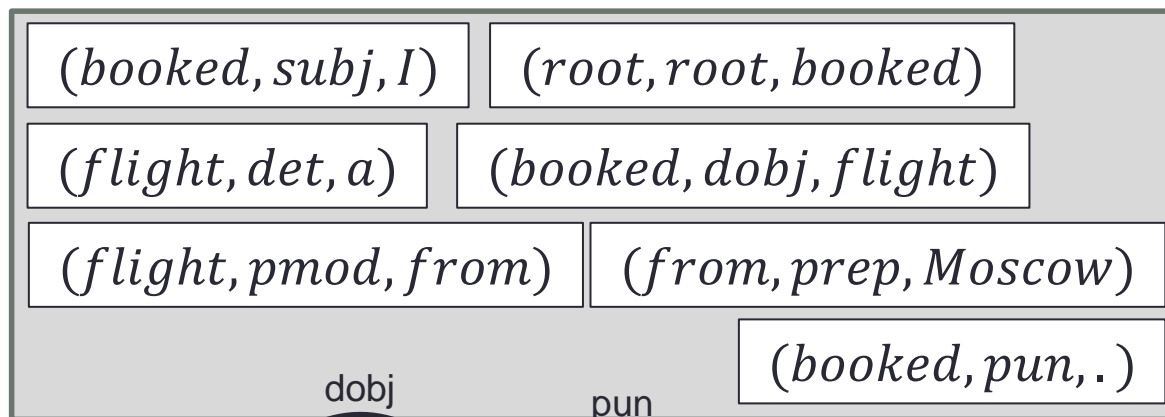 (booked, subj, I) (root, root, booked)
(flight, det, a) (booked, dobj, flight)
(flight, pmod, from) (from, prep, Moscow)
(booked, pun, .)
dobj
pun